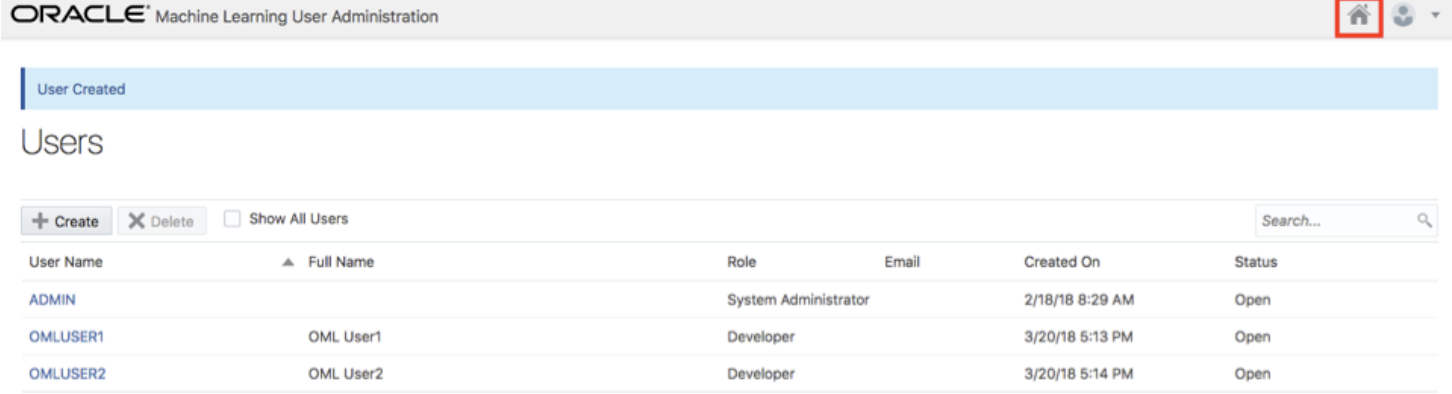 ORACLE® Machine Learning User Administration
User Created
Users
Create Delete Show All Users Search...
User Name Full Name Role Email Created On Status
ADMIN System Administrator 2/18/18 8:29 AM Open
OMLUSER1 OML User1 Developer 3/20/18 5:13 PM Open
OMLUSER2 OML User2 Developer 3/20/18 5:14 PM Open